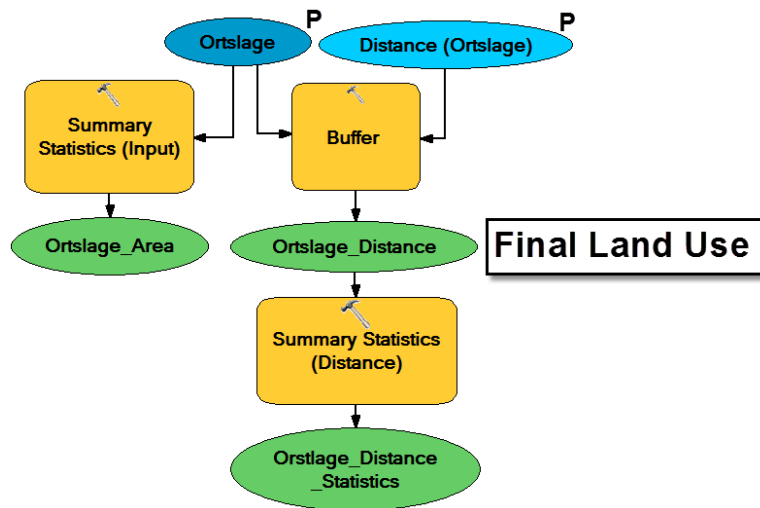 P
P
Ortslage
Distance (Ortslage)
Summary
Statistics (Input)
Buffer
Ortslage_Area
Ortslage_Distance
Final Land Use
Summary Statistics
(Distance)
Orstlage_Distance
_Statistics